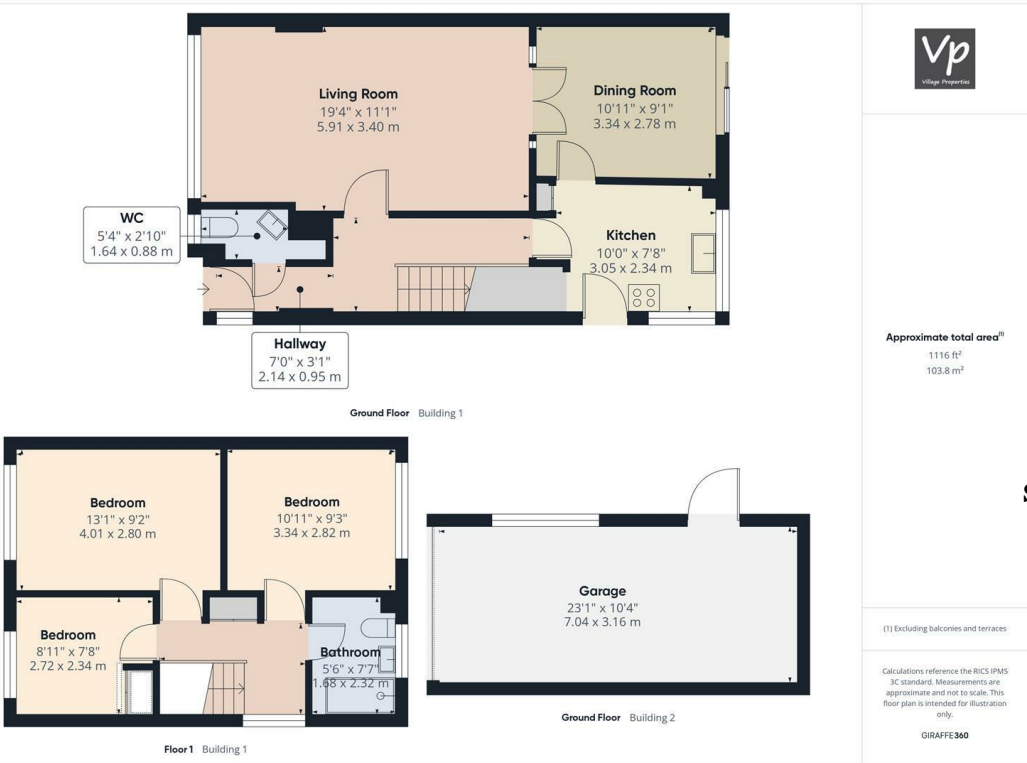 Living Room
19'4" x 11'1"
5.91 x 3.40 m
Dining Room
10'11" x 9'1"
3.34 x 2.78 m
WC
5'4" x 2'10"
1.64 x 0.88 m
Kitchen
10'0" x 7'8"
3.05 x 2.34 m
Hallway
7'0" x 3'1"
2.14 x 0.95 m
Ground Floor Building 1
Bedroom
13'1" x 9'2"
4.01 x 2.80 m
Bedroom
10'11" x 9'3"
3.34 x 2.82 m
Bedroom
8'11" x 7'8"
2.72 x 2.34 m
Bathroom
5'6" x 7'7"
1.68 x 2.32 m
Floor 1 Building 1
Garage
23'1" x 10'4"
7.04 x 3.16 m
Ground Floor Building 2
Vp
Village Properties
Approximate total area(1)
1116 ft²
103.8 m²
(1) Excluding balconies and terraces
Calculations reference the RICS IPMS
3C standard. Measurements are
approximate and not to scale. This
floor plan is intended for illustration
only.
GIRAFFE360